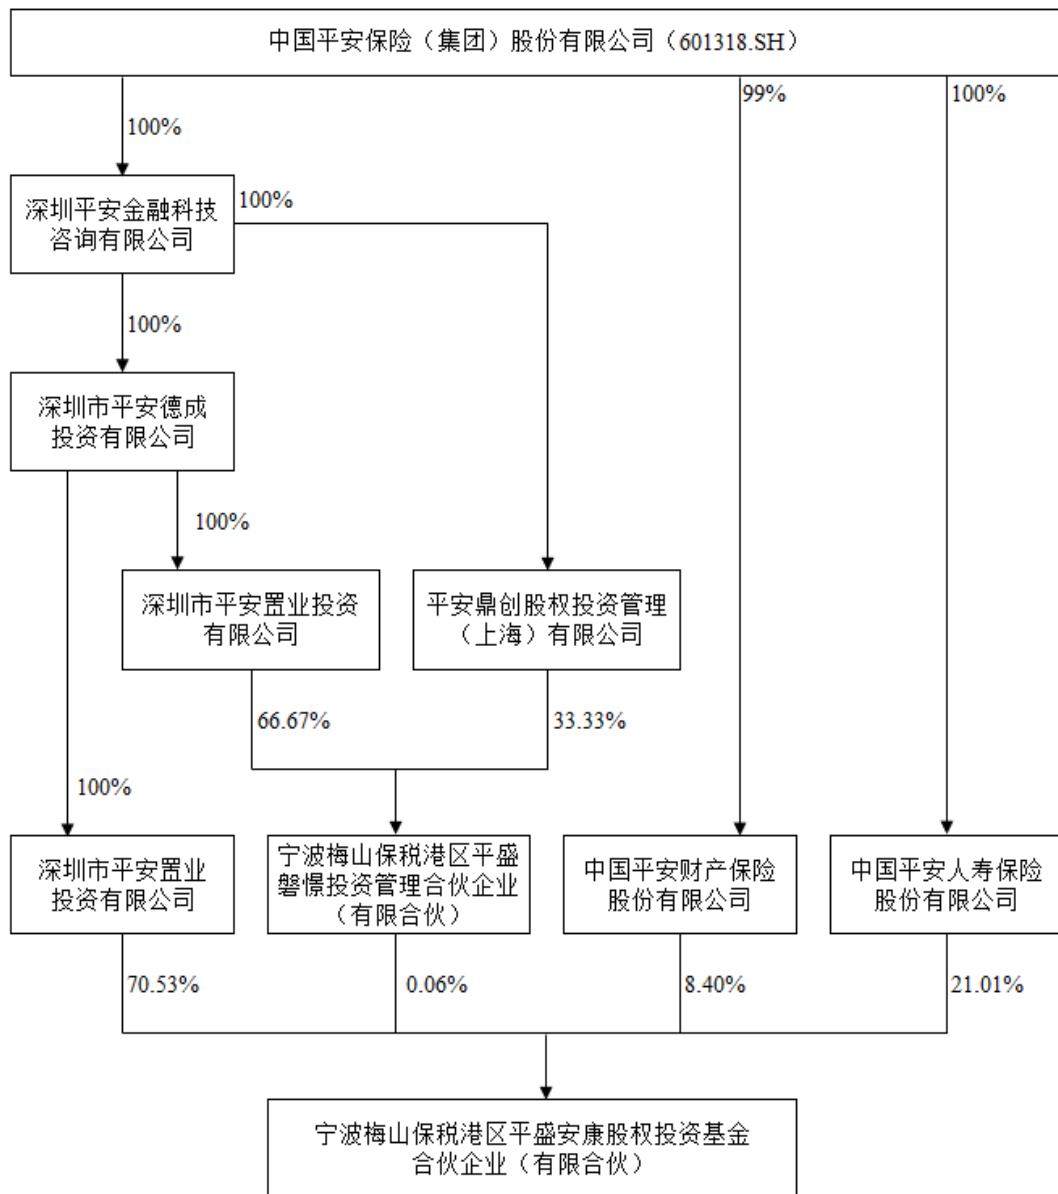 中国平安保险（集团）股份有限公司（601318.SH）
99%
100%
100%
深圳平安金融科技
咨询有限公司
100%
100%
深圳市平安德成
投资有限公司
100%
深圳市平安置业投资
有限公司
平安鼎创股权投资管理
（上海）有限公司
66.67%
33.33%
100%
深圳市平安置业
投资有限公司
宁波梅山保税港区平盛
磐憬投资管理合伙企业
（有限合伙）
中国平安财产保险
股份有限公司
中国平安人寿保险
股份有限公司
70.53%
0.06%
8.40%
21.01%
宁波梅山保税港区平盛安康股权投资基金
合伙企业（有限合伙）